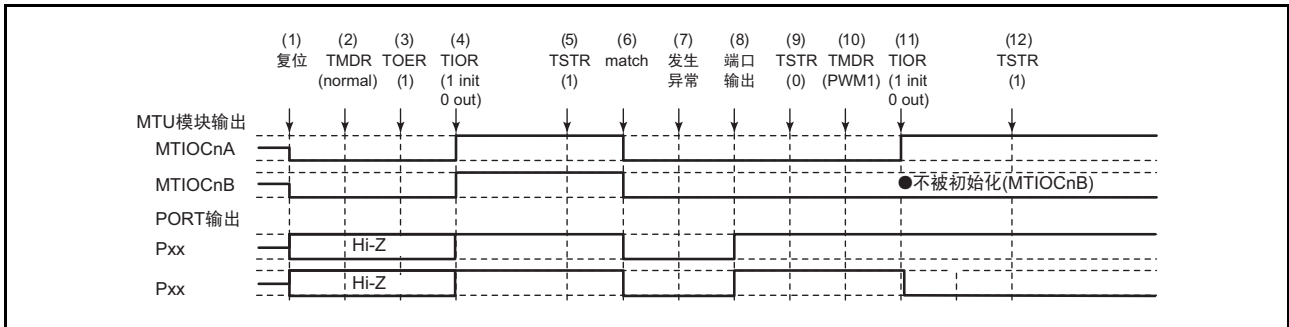 (1) (2) (3) (4) (5) (6) (7) (8) (9) (10) (11) (12)
复位 TMDR TOER TIOR TSTR match 发生 端口 TSTR TMDR TIOR TSTR
(normal) (1) (1 init (1) 异常 输出 (0) (PWM1) (1 init (1)
0 out) 0 out)
MTU模块输出
MTIOCnA
MTIOCnB ●不被初始化(MTIOCnB)
PORT输出
Pxx Hi-Z
Pxx Hi-Z